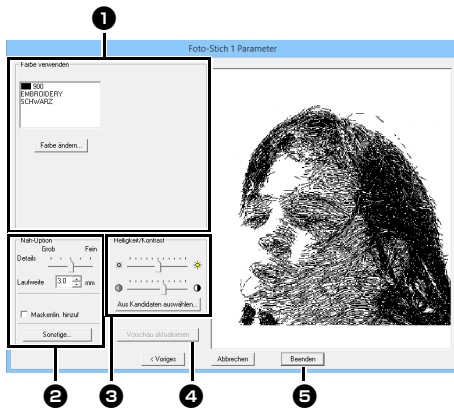 1
Foto-Stich 1 Parameter
Farbe verwenden
900
EMBROIDERY
SCHWARZ
Farbe ändern...
Näh-Option
Grob Fein
Details
Laufweite 3.0 mm
Maskenlin. hinzuf
Sonstige...
Helligkeit/Kontrast
Aus Kandidaten auswählen...
Vorschau aktualisieren
< Voriges
Abbrechen
Beenden
2
3
4
5